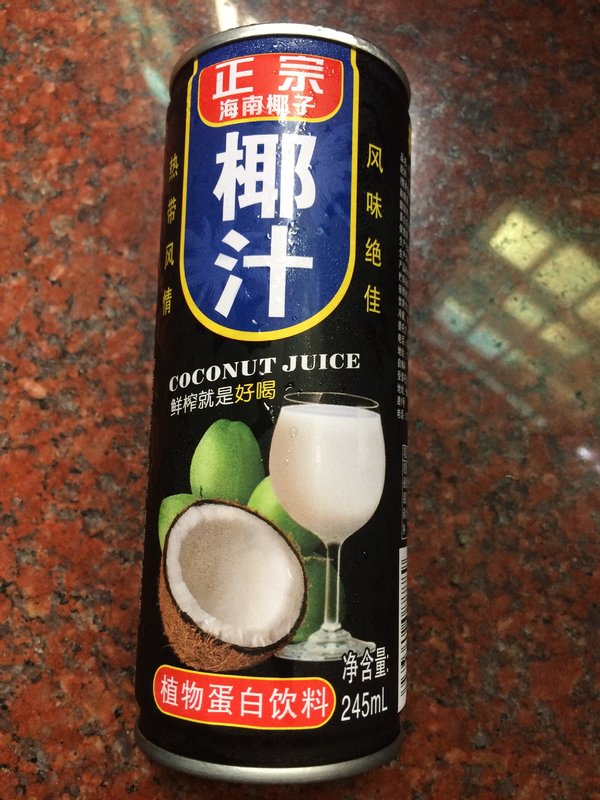 正宗
海南椰子
椰汁
热带风情
风味绝佳
COCONUT JUICE
鲜榨就是好喝
植物蛋白饮料
净含量:
245mL